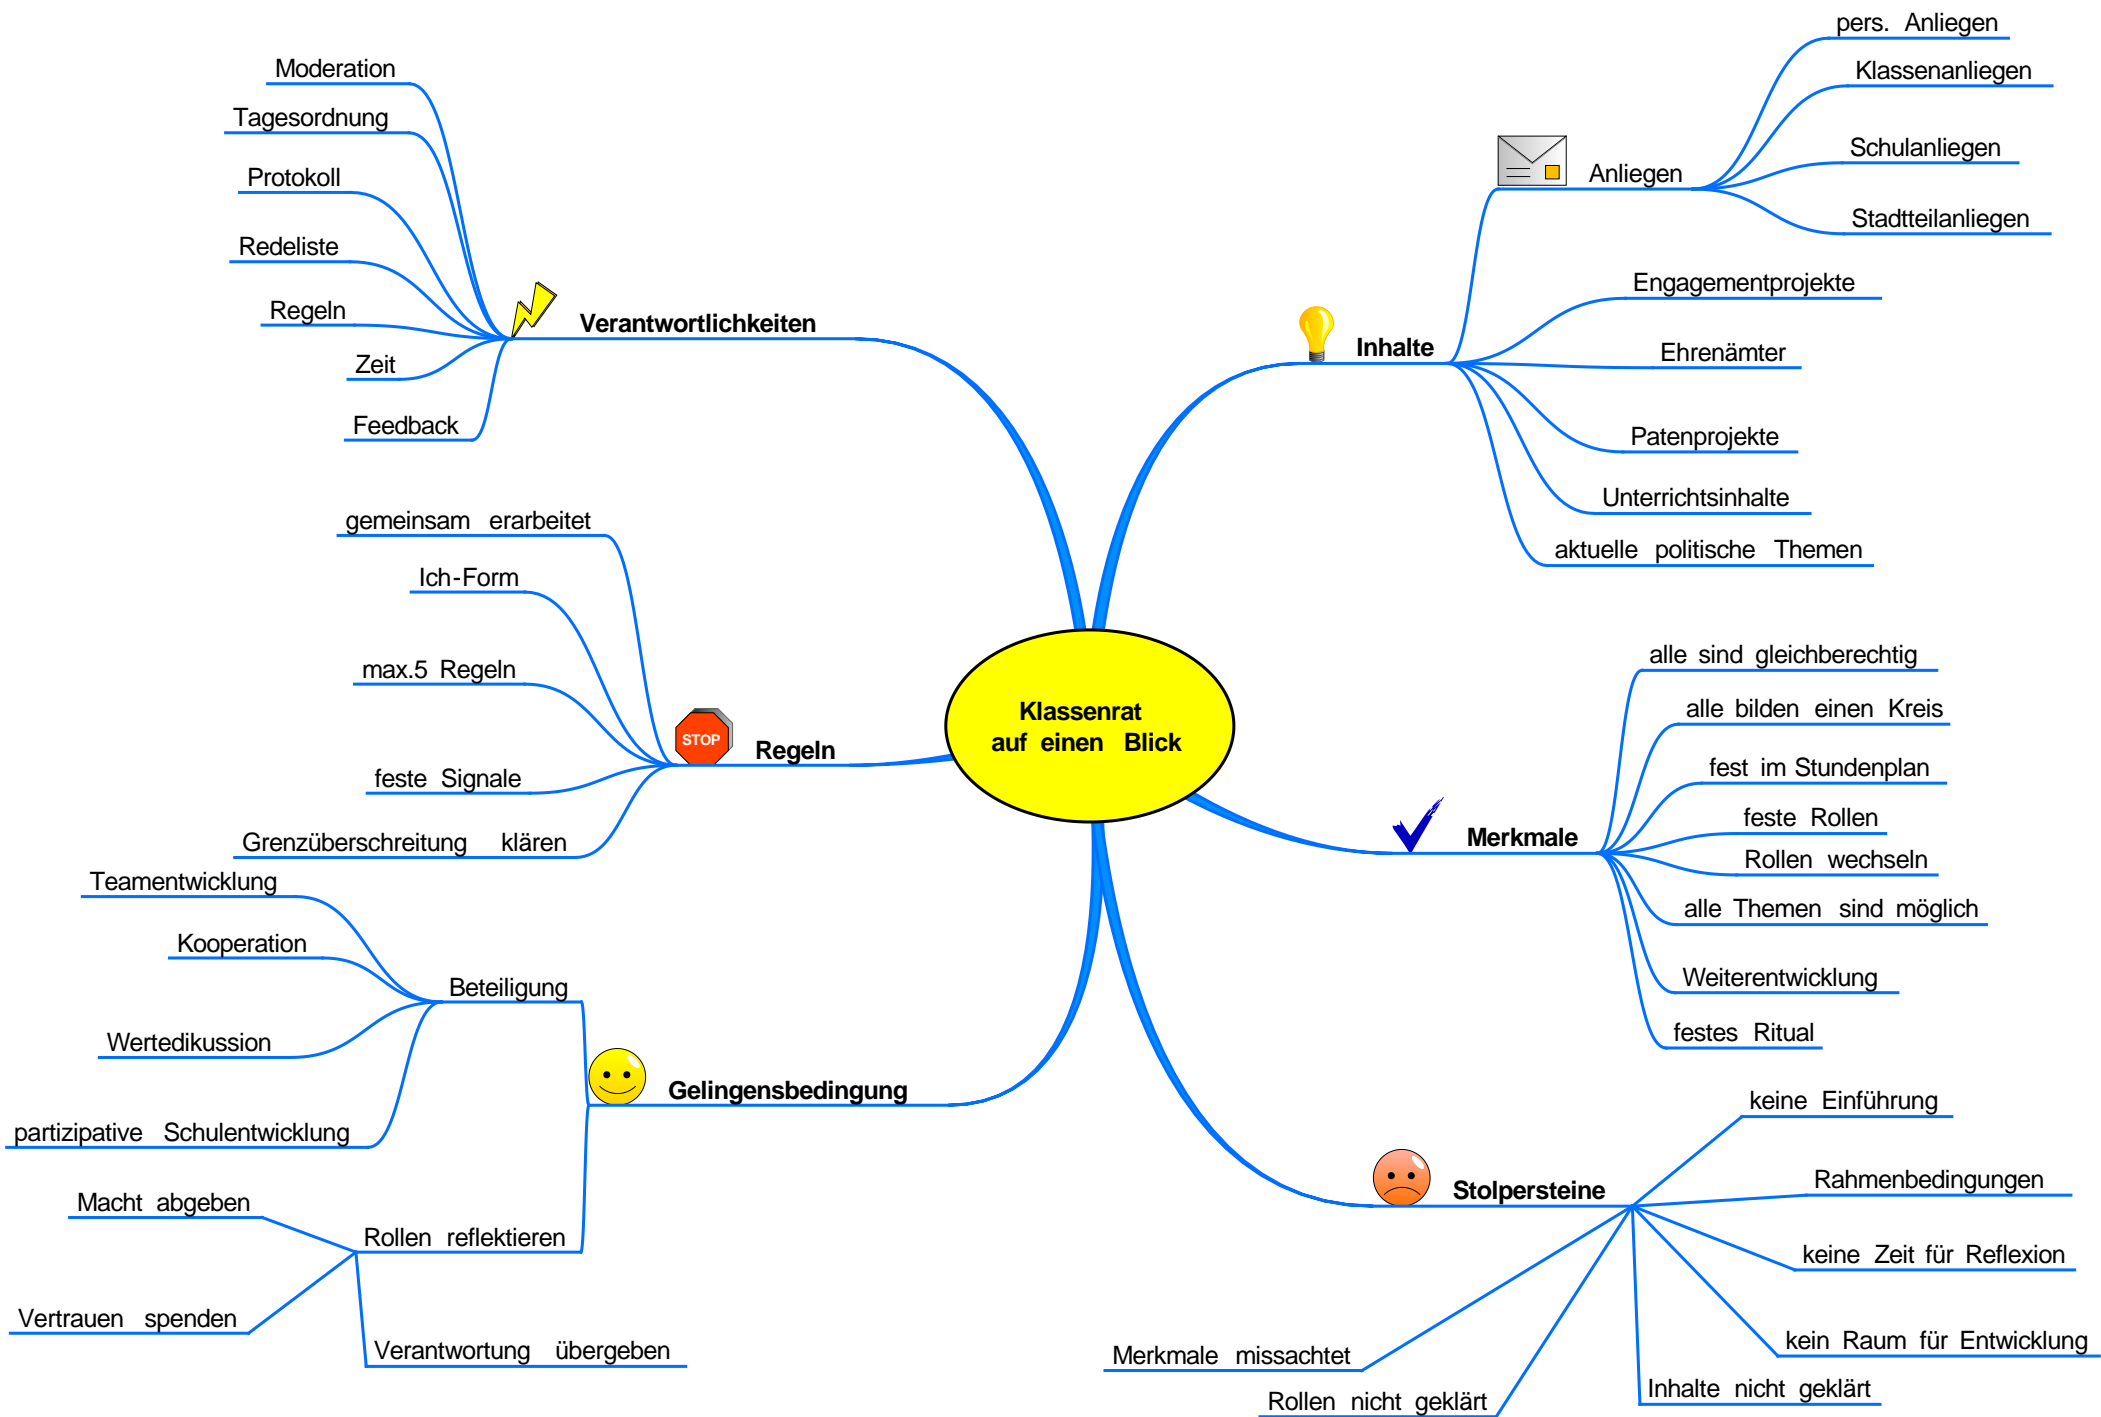 Klassenrat
auf einen Blick
Verantwortlichkeiten
Moderation
Tagesordnung
Protokoll
Redeliste
Regeln
Zeit
Feedback
Regeln
STOP
gemeinsam erarbeitet
Ich-Form
max.5 Regeln
feste Signale
Grenzüberschreitung klären
Gelingensbedingung
Beteiligung
Teamentwicklung
Kooperation
Wertedikussion
partizipative Schulentwicklung
Rollen reflektieren
Macht abgeben
Vertrauen spenden
Verantwortung übergeben
Inhalte
Anliegen
pers. Anliegen
Klassenanliegen
Schulanliegen
Stadtteilanliegen
Engagementprojekte
Ehrenämter
Patenprojekte
Unterrichtsinhalte
aktuelle politische Themen
Merkmale
alle sind gleichberechtig
alle bilden einen Kreis
fest im Stundenplan
feste Rollen
Rollen wechseln
alle Themen sind möglich
Weiterentwicklung
festes Ritual
Stolpersteine
keine Einführung
Rahmenbedingungen
keine Zeit für Reflexion
kein Raum für Entwicklung
Inhalte nicht geklärt
Rollen nicht geklärt
Merkmale missachtet